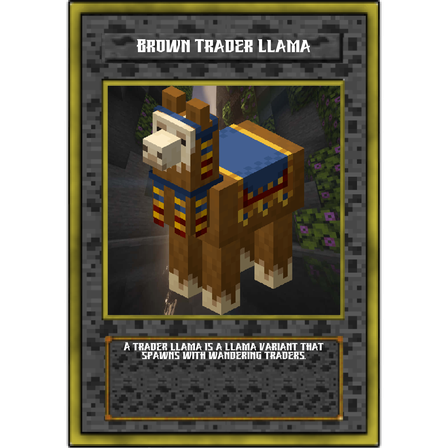 BROWN TRADER LLAMA
A TRADER LLAMA IS A LLAMA VARIANT THAT
SPAWNS WITH WANDERING TRADERS.